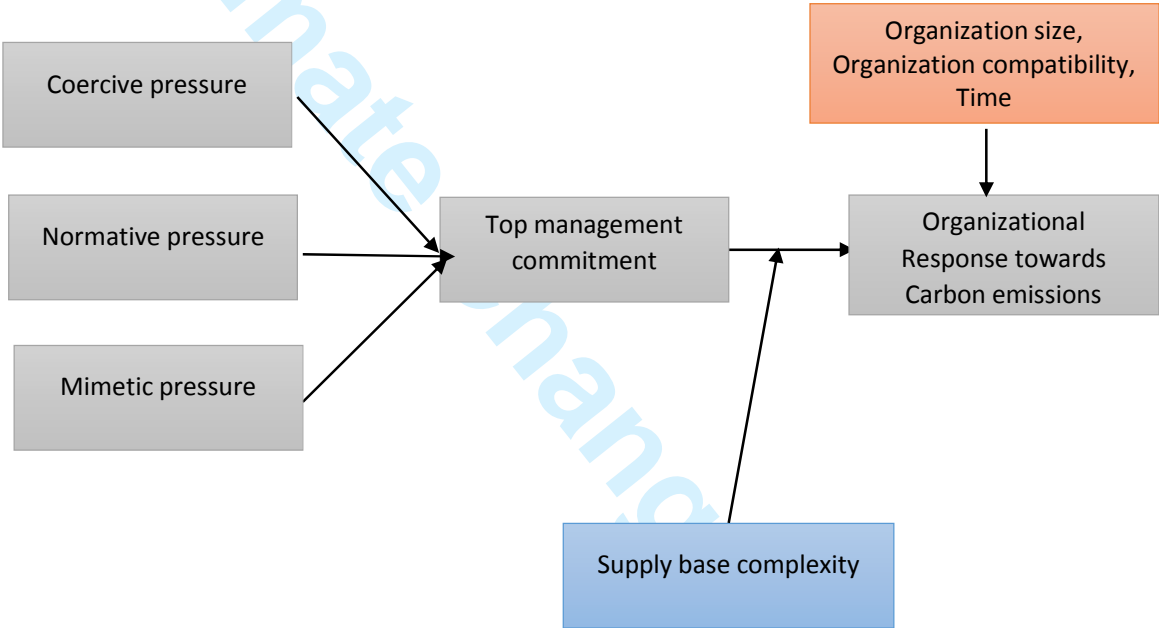 Coercive pressure
Normative pressure
Mimetic pressure
Top management
commitment
Organization size,
Organization compatibility,
Time
Organizational
Response towards
Carbon emissions
Supply base complexity